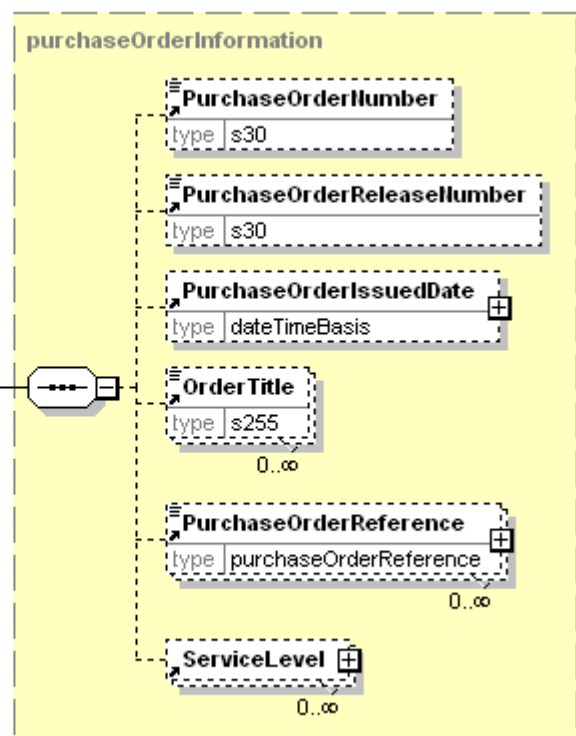 purchaseOrderInformation
PurchaseOrderNumber
type s30
PurchaseOrderReleaseNumber
type s30
PurchaseOrderIssuedDate
type dateTimeBasis
OrderTitle
type s255
0..∞
PurchaseOrderReference
type purchaseOrderReference
0..∞
ServiceLevel
0..∞